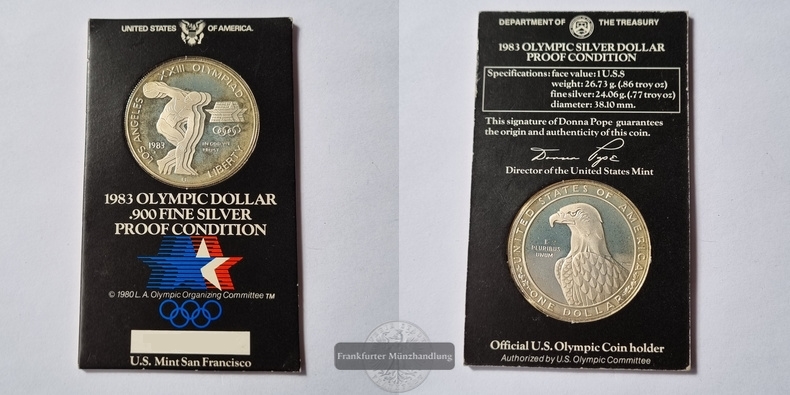 UNITED STATES OF AMERICA.
LOS ANGELES XXIII OLYMPIAD
1983
IN GOD WE TRUST
LIBERTY
1983 OLYMPIC DOLLAR
.900 FINE SILVER
PROOF CONDITION
© 1980 L.A. Olympic Organizing Committee TM
U.S. Mint San Francisco
DEPARTMENT OF THE TREASURY
1983 OLYMPIC SILVER DOLLAR
PROOF CONDITION
Specifications: face value: 1 U.S.S
weight: 26.73 g. (.86 troy oz)
fine silver: 24.06 g. (.77 troy oz)
diameter: 38.10 mm.
This signature of Donna Pope guarantees
the origin and authenticity of this coin.
Donna Pope
Director of the United States Mint
UNITED STATES OF AMERICA
E
PLURIBUS
UNUM
ONE DOLLAR
Official U.S. Olympic Coin holder
Authorized by U.S. Olympic Committee
Frankfurter Münzhandlung